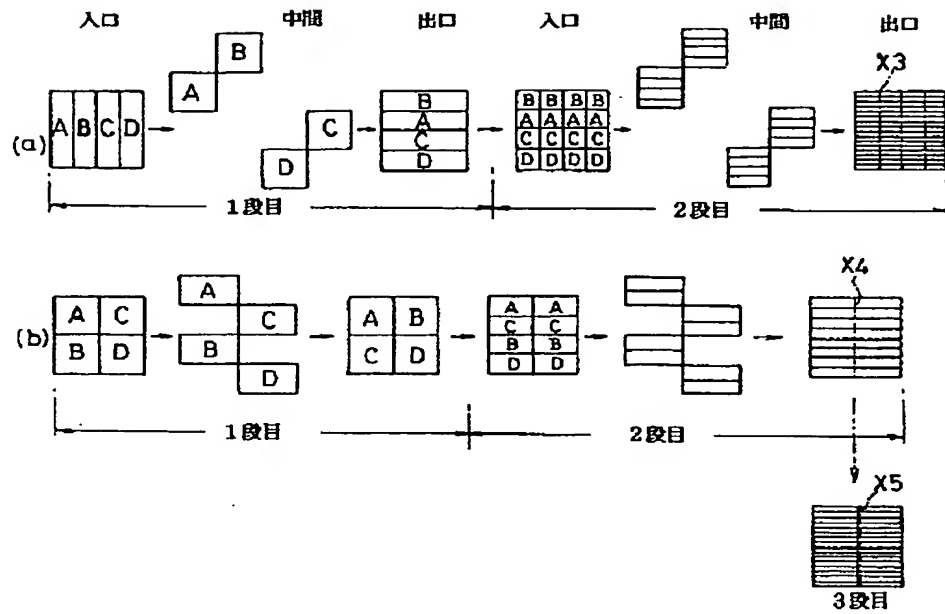 入口 中間 出口 入口 中間 出口
(a)
A B C D
B
A
C
D
B
A
C
D
B B B B
A A A A
C C C C
D D D D
X3
1段目 2段目
(b)
A C
B D
A
C
B
D
A B
C D
A A
C C
B B
D D
X4
1段目 2段目
X5
3段目